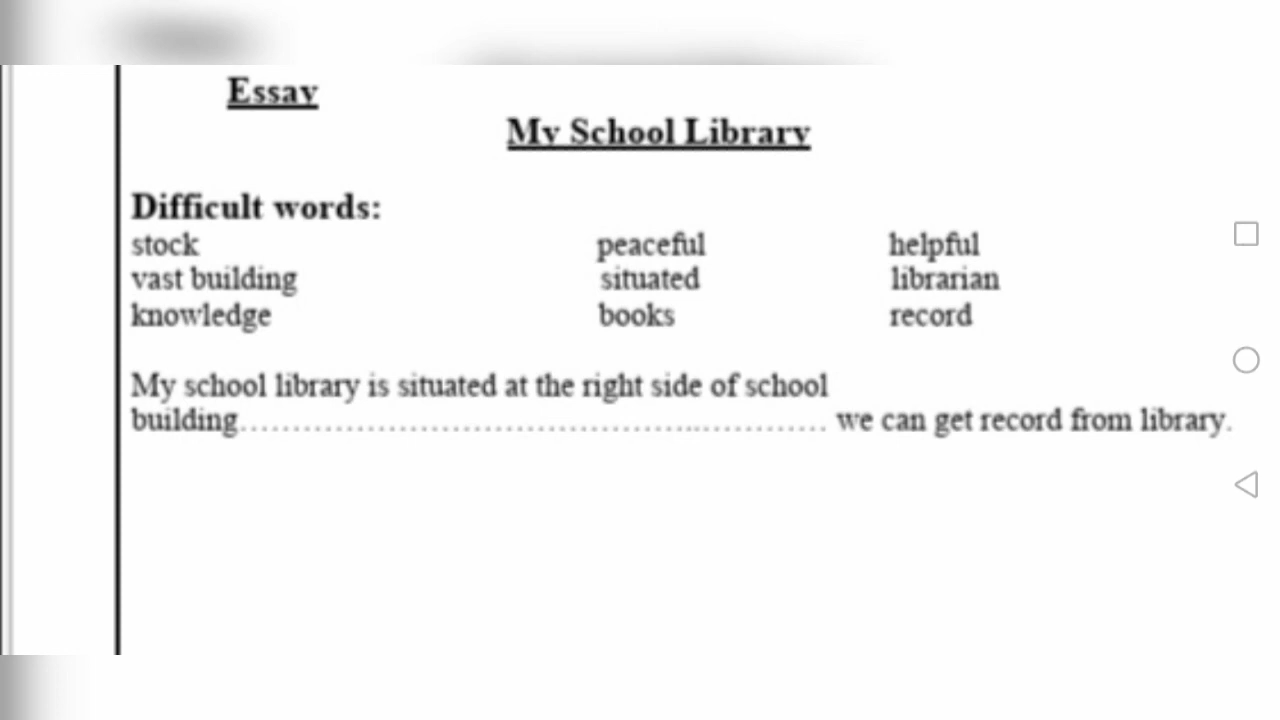 Essay
My School Library
Difficult words:
stock peaceful helpful
vast building situated librarian
knowledge books record
My school library is situated at the right side of school
building……………………………………..………… we can get record from library.